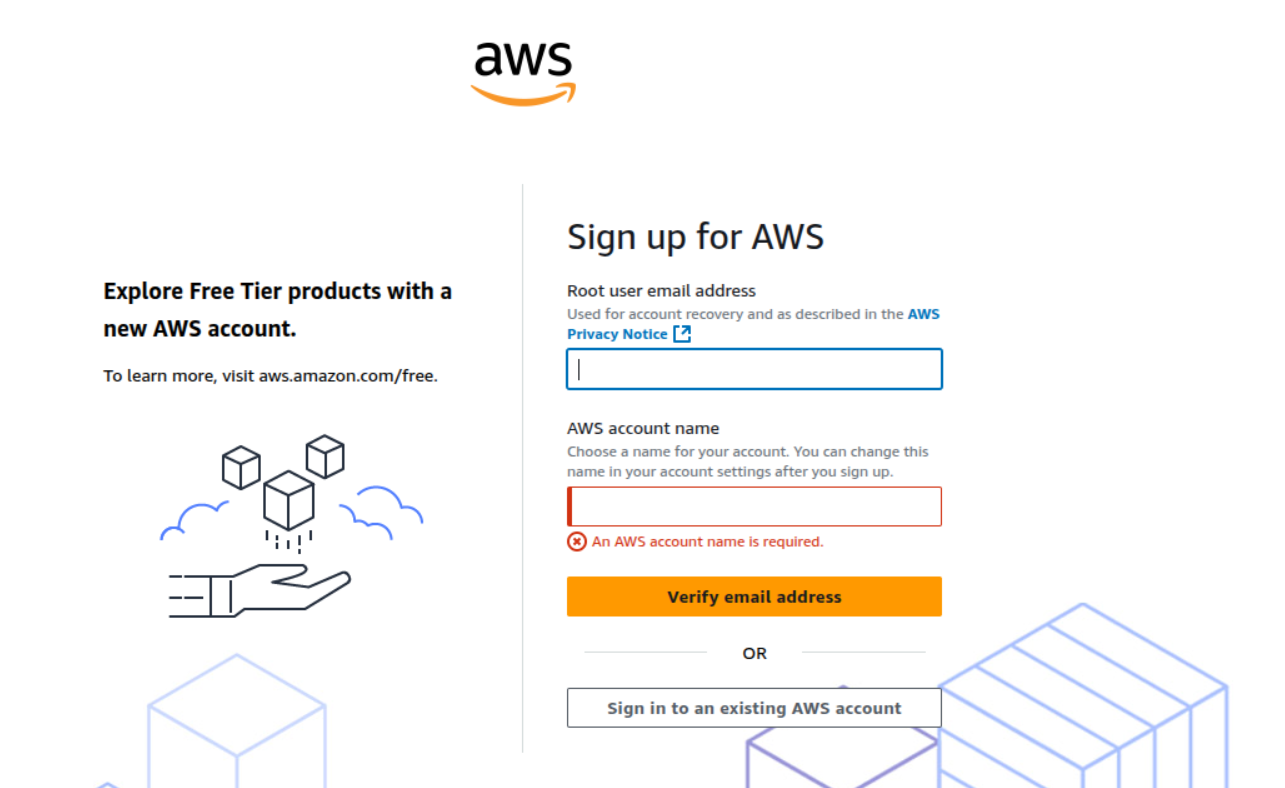 aws
Explore Free Tier products with a
new AWS account.
To learn more, visit aws.amazon.com/free.
Sign up for AWS
Root user email address
Used for account recovery and as described in the AWS
Privacy Notice
AWS account name
Choose a name for your account. You can change this
name in your account settings after you sign up.
An AWS account name is required.
Verify email address
OR
Sign in to an existing AWS account